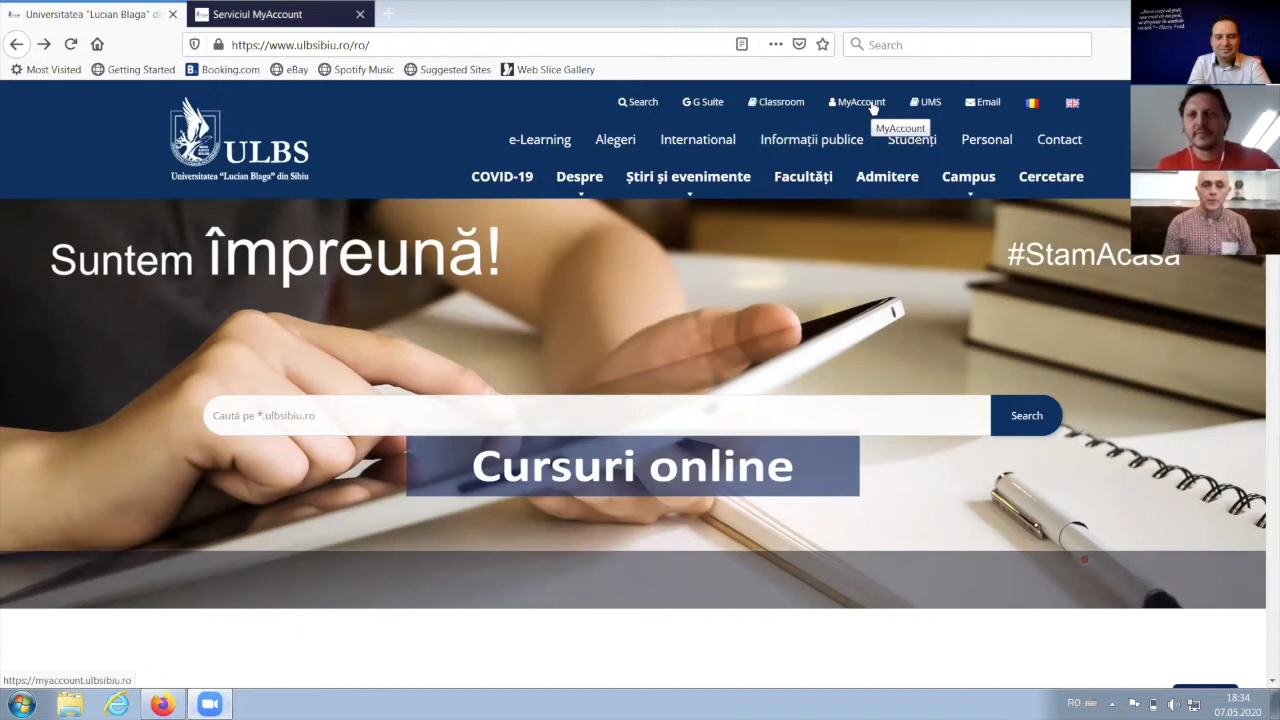 Universitatea "Lucian Blaga" di
Serviciul MyAccount
https://www.ulbsibiu.ro/ro/
Search
Most Visited
Getting Started
Booking.com
eBay
Spotify Music
Suggested Sites
Web Slice Gallery
Search
G Suite
Classroom
MyAccount
UMS
Email
MyAccount
ULBS
Universitatea "Lucian Blaga" din Sibiu
e-Learning
Alegeri
International
Informații publice
Studenți
Personal
Contact
COVID-19
Despre
Știri și evenimente
Facultăți
Admitere
Campus
Cercetare
Suntem împreună!
#StamAcasa
Caută pe *.ulbsibiu.ro
Search
Cursuri online
https://myaccount.ulbsibiu.ro
RO
18:34
07.05.2020